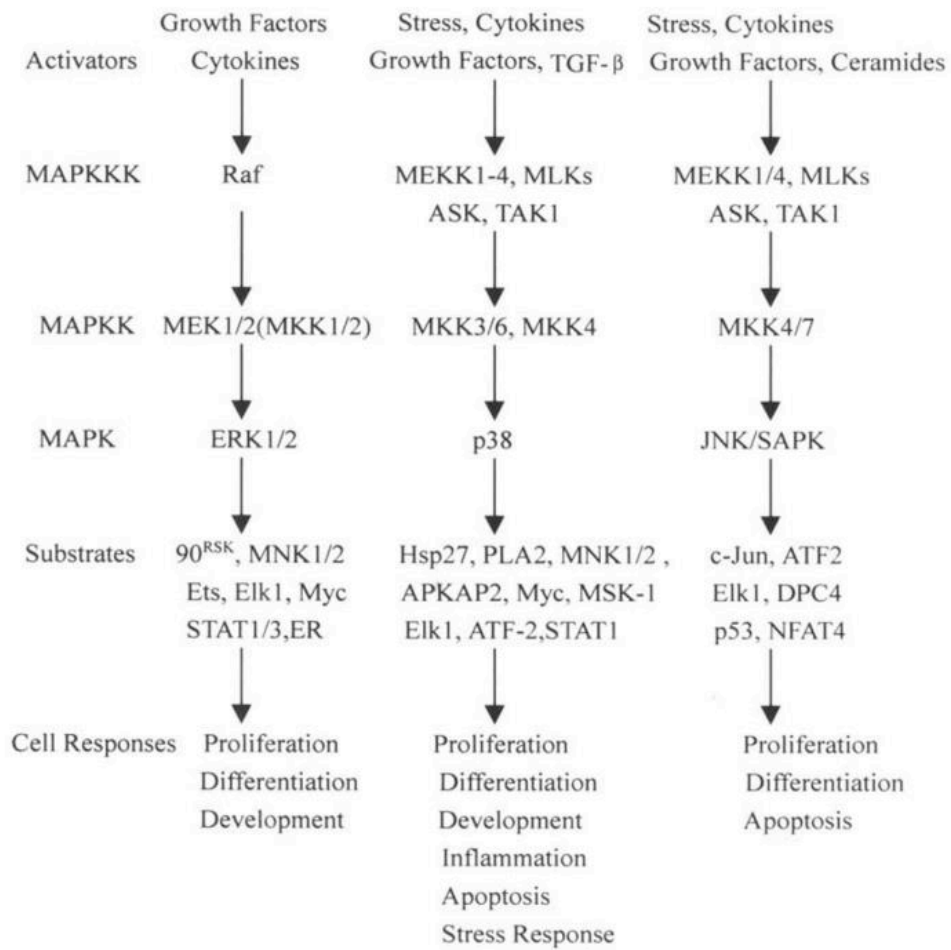 Growth Factors Stress, Cytokines Stress, Cytokines
Activators Cytokines Growth Factors, TGF-β Growth Factors, Ceramides
MAPKKK Raf MEKK1-4, MLKs MEKK1/4, MLKs
ASK, TAK1 ASK, TAK1
MAPKK MEK1/2(MKK1/2) MKK3/6, MKK4 MKK4/7
MAPK ERK1/2 p38 JNK/SAPK
Substrates 90RSK, MNK1/2 Hsp27, PLA2, MNK1/2 , c-Jun, ATF2
Ets, Elk1, Myc APKAP2, Myc, MSK-1 Elk1, DPC4
STAT1/3,ER Elk1, ATF-2,STAT1 p53, NFAT4
Cell Responses Proliferation Proliferation Proliferation
Differentiation Differentiation Differentiation
Development Development Apoptosis
Inflammation
Apoptosis
Stress Response